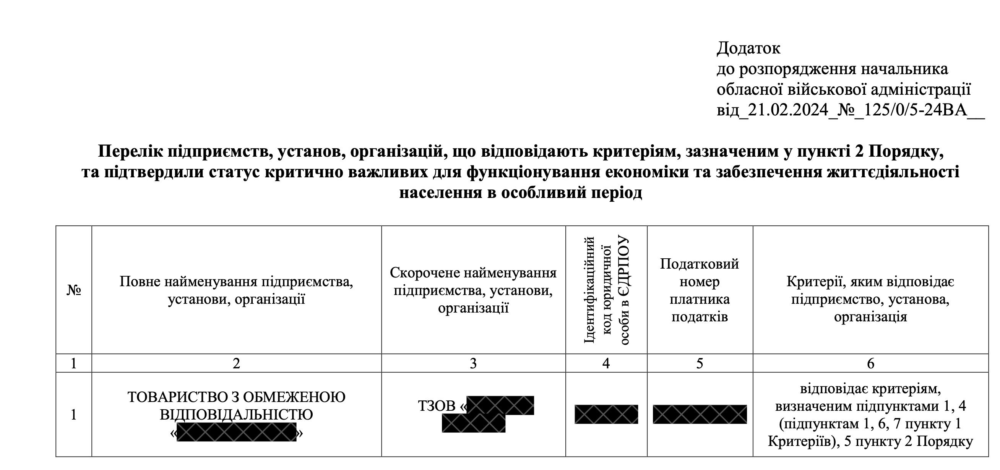 Додаток
до розпорядження начальника
обласної військової адміністрації
від_21.02.2024_№_125/0/5-24ВА__
Перелік підприємств, установ, організацій, що відповідають критеріям, зазначеним у пункті 2 Порядку,
та підтвердили статус критично важливих для функціонування економіки та забезпечення життєдіяльності
населення в особливий період
№
Повне найменування підприємства,
установи, організації
Скорочене найменування
підприємства, установи,
організації
Ідентифікаційний
код юридичної
особи в ЄДРПОУ
Податковий
номер
платника
податків
Критерії, яким відповідає
підприємство, установа,
організація
1
2
3
4
5
6
1
ТОВАРИСТВО З ОБМЕЖЕНОЮ
ВІДПОВІДАЛЬНІСТЮ
« »
ТЗОВ «
відповідає критеріям,
визначеним підпунктами 1, 4
(підпунктам 1, 6, 7 пункту 1
Критеріїв), 5 пункту 2 Порядку